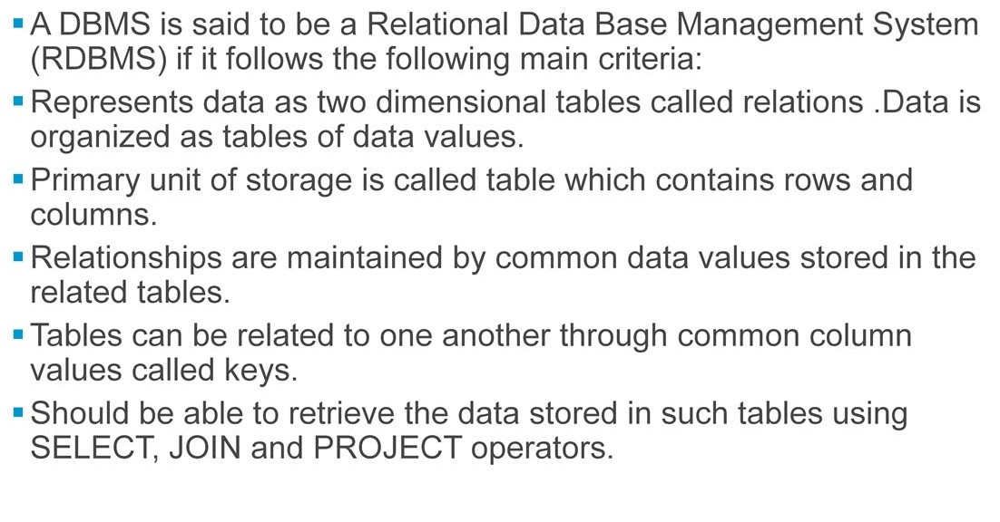 ▪ A DBMS is said to be a Relational Data Base Management System
(RDBMS) if it follows the following main criteria:
▪ Represents data as two dimensional tables called relations .Data is
organized as tables of data values.
▪ Primary unit of storage is called table which contains rows and
columns.
▪ Relationships are maintained by common data values stored in the
related tables.
▪ Tables can be related to one another through common column
values called keys.
▪ Should be able to retrieve the data stored in such tables using
SELECT, JOIN and PROJECT operators.